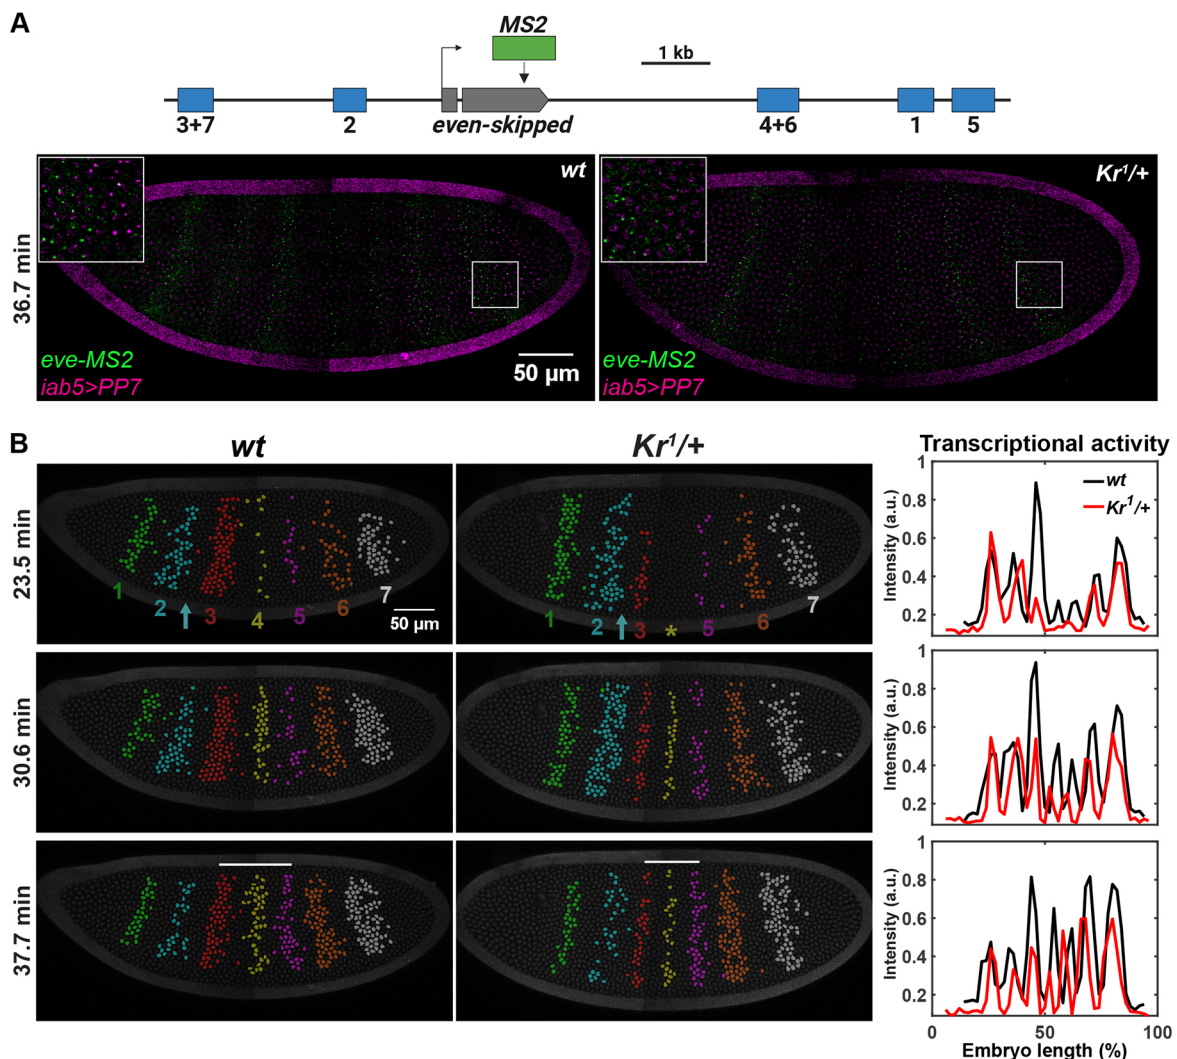 A
MS2
1 kb
3+7
2
even-skipped
4+6
1
5
36.7 min
wt
eve-MS2
iab5>PP7
50 µm
Kr1/+
eve-MS2
iab5>PP7
B
wt
Kr1/+
Transcriptional activity
23.5 min
1
2
3
4
5
6
7
50 µm
1
2
3
*
5
6
7
Intensity (a.u.)
1
0.8
0.6
0.4
0.2
wt
Kr1/+
30.6 min
Intensity (a.u.)
1
0.8
0.6
0.4
0.2
37.7 min
Intensity (a.u.)
1
0.8
0.6
0.4
0.2
0
50
100
Embryo length (%)